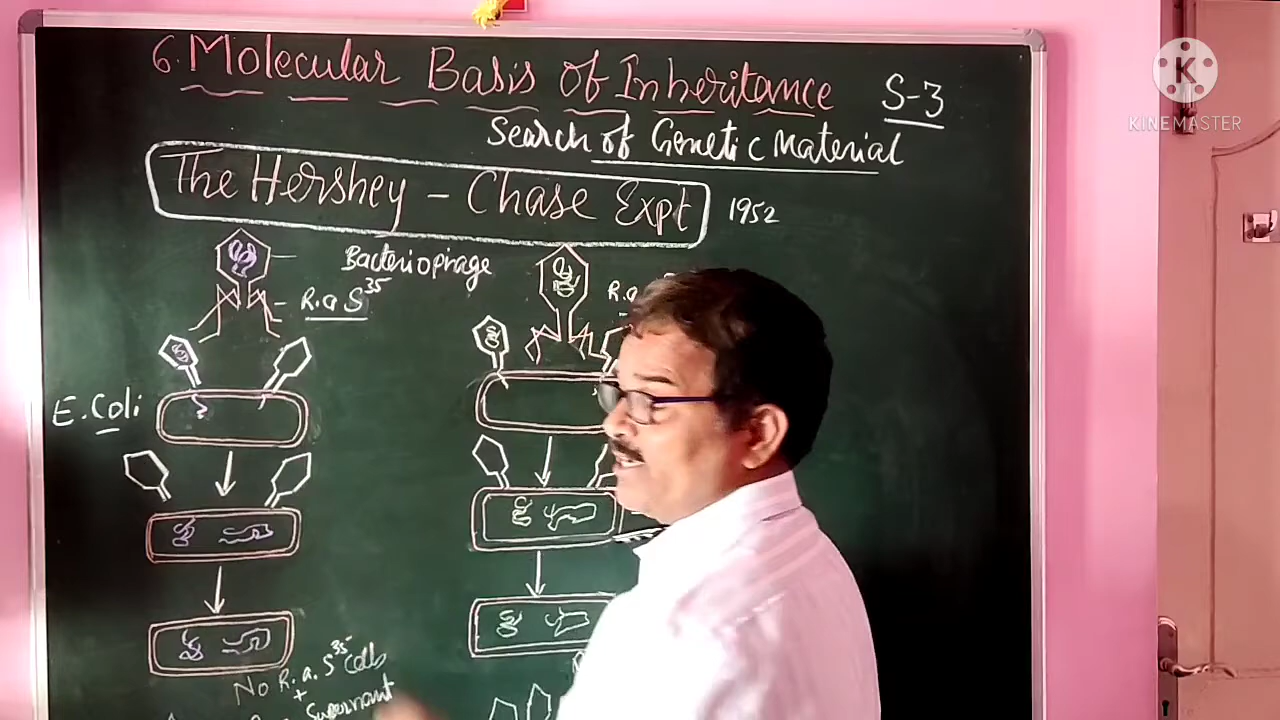 6. Molecular Basis of Inheritance S-3
Search of Genetic Material
The Hershey - Chase Expt 1952
Bacteriophage
R.a S35
R.a
E. Coli
No R.a. S35 Cells
+
KINEMASTER